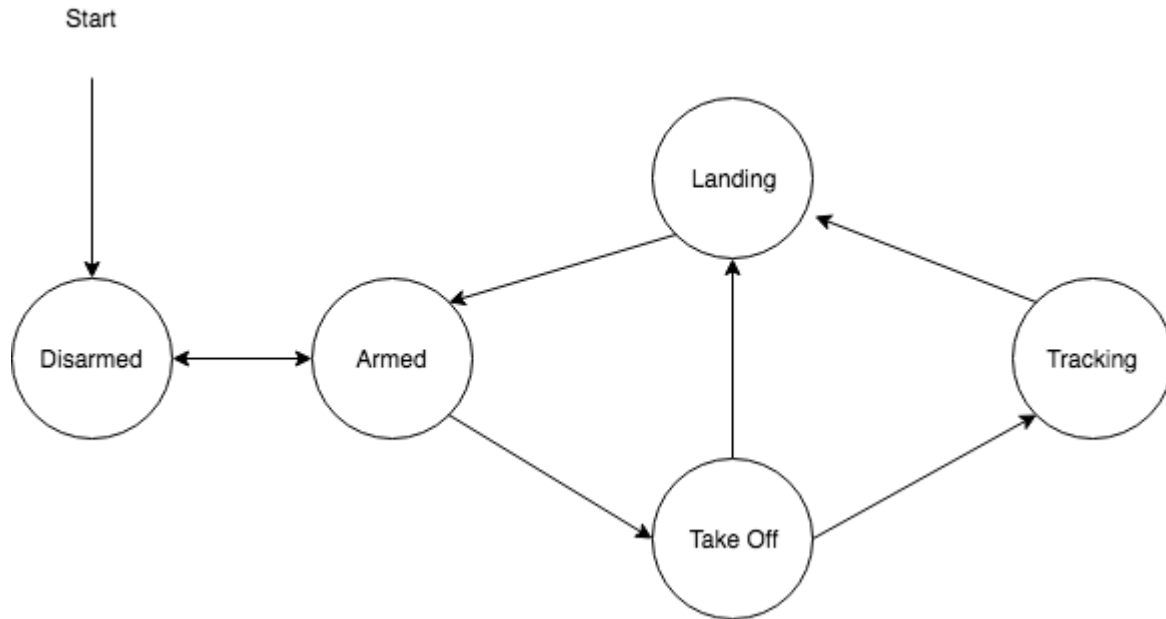 Start
Landing
Disarmed
Armed
Tracking
Take Off